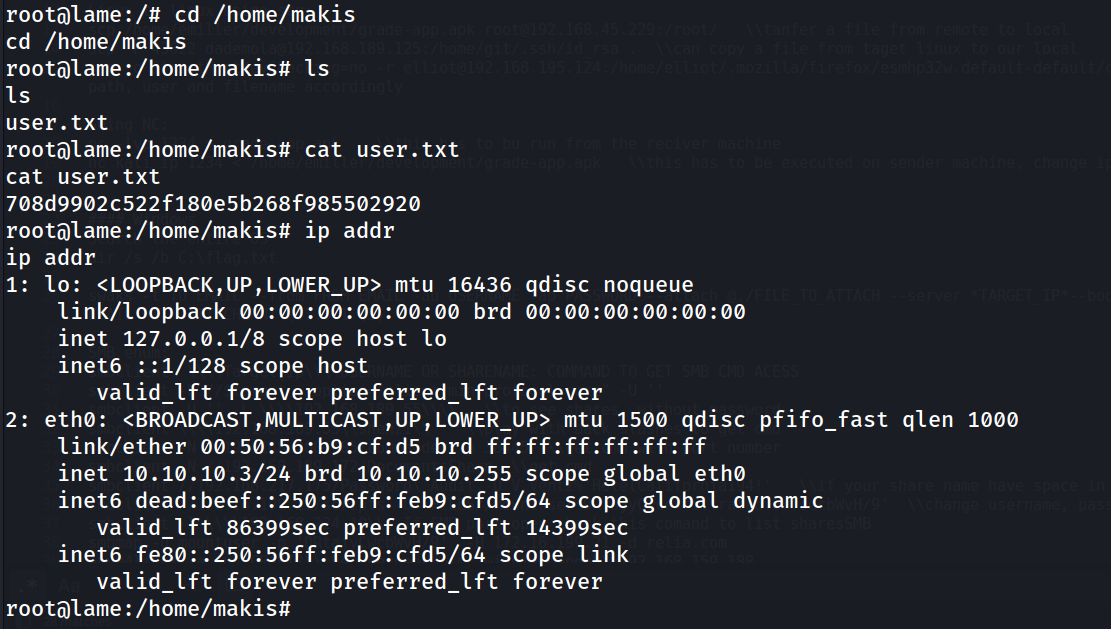 root@lame:/# cd /home/makis
cd /home/makis
root@lame:/home/makis# ls
ls
user.txt
root@lame:/home/makis# cat user.txt
cat user.txt
708d9902c522f180e5b268f985502920
root@lame:/home/makis# ip addr
ip addr
1: lo: <LOOPBACK,UP,LOWER_UP> mtu 16436 qdisc noqueue
    link/loopback 00:00:00:00:00:00 brd 00:00:00:00:00:00
    inet 127.0.0.1/8 scope host lo
    inet6 ::1/128 scope host
       valid_lft forever preferred_lft forever
2: eth0: <BROADCAST,MULTICAST,UP,LOWER_UP> mtu 1500 qdisc pfifo_fast qlen 1000
    link/ether 00:50:56:b9:cf:d5 brd ff:ff:ff:ff:ff:ff
    inet 10.10.10.3/24 brd 10.10.10.255 scope global eth0
    inet6 dead:beef::250:56ff:feb9:cfd5/64 scope global dynamic
       valid_lft 86399sec preferred_lft 14399sec
    inet6 fe80::250:56ff:feb9:cfd5/64 scope link
       valid_lft forever preferred_lft forever
root@lame:/home/makis#